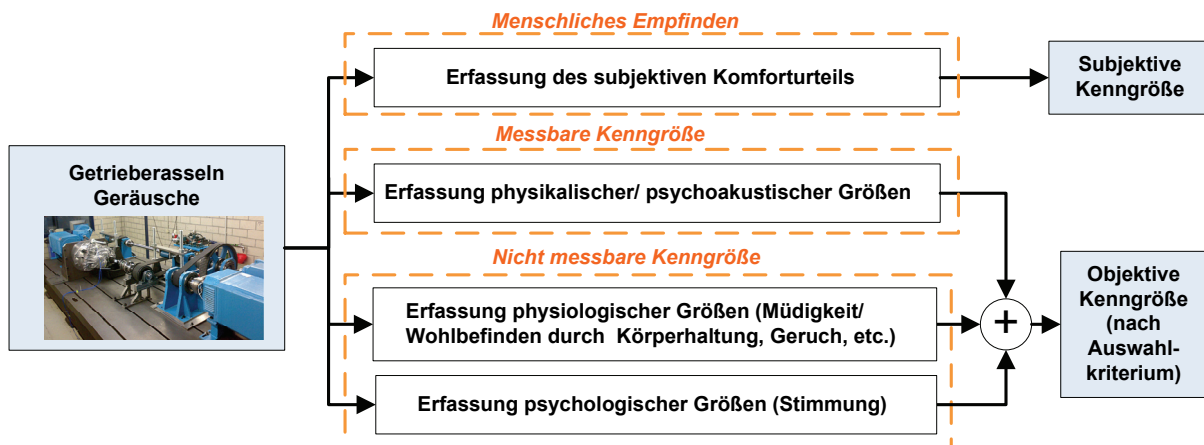 Menschliches Empfinden
Erfassung des subjektiven Komforturteils
Subjektive
Kenngröße
Messbare Kenngröße
Getrieberasseln
Geräusche
Erfassung physikalischer/ psychoakustischer Größen
Nicht messbare Kenngröße
Erfassung physiologischer Größen (Müdigkeit/
Wohlbefinden durch Körperhaltung, Geruch, etc.)
+
Objektive
Kenngröße
(nach
Auswahl-
kriterium)
Erfassung psychologischer Größen (Stimmung)